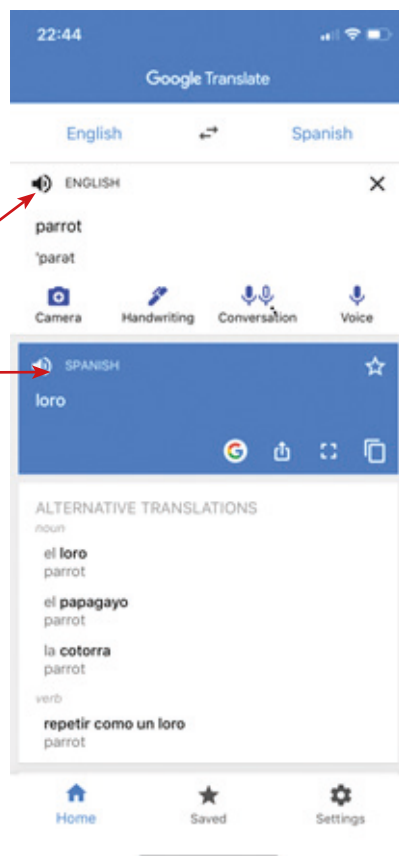 22:44
Google Translate
English
Spanish
ENGLISH
parrot
'parət
Camera
Handwriting
Conversation
Voice
SPANISH
loro
G
ALTERNATIVE TRANSLATIONS
noun
el loro
parrot
el papagayo
parrot
la cotorra
parrot
verb
repetir como un loro
parrot
Home
Saved
Settings